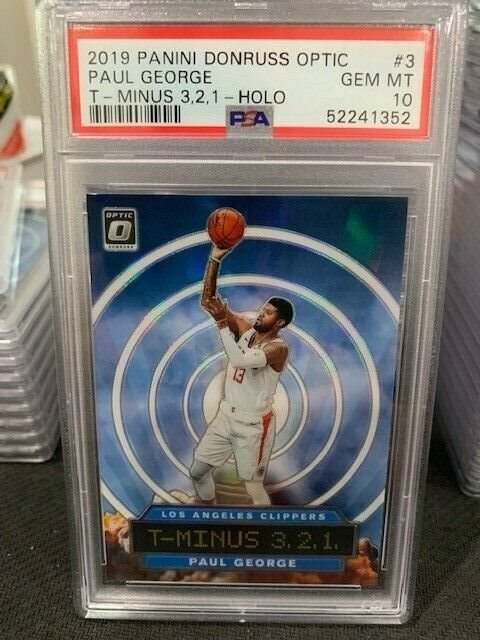 2019 PANINI DONRUSS OPTIC #3
PAUL GEORGE GEM MT
T - MINUS 3,2,1 - HOLO 10
PSA 52241352
OPTIC
DONRUSS
13
LOS ANGELES CLIPPERS
T-MINUS 3.2.1.
PAUL GEORGE